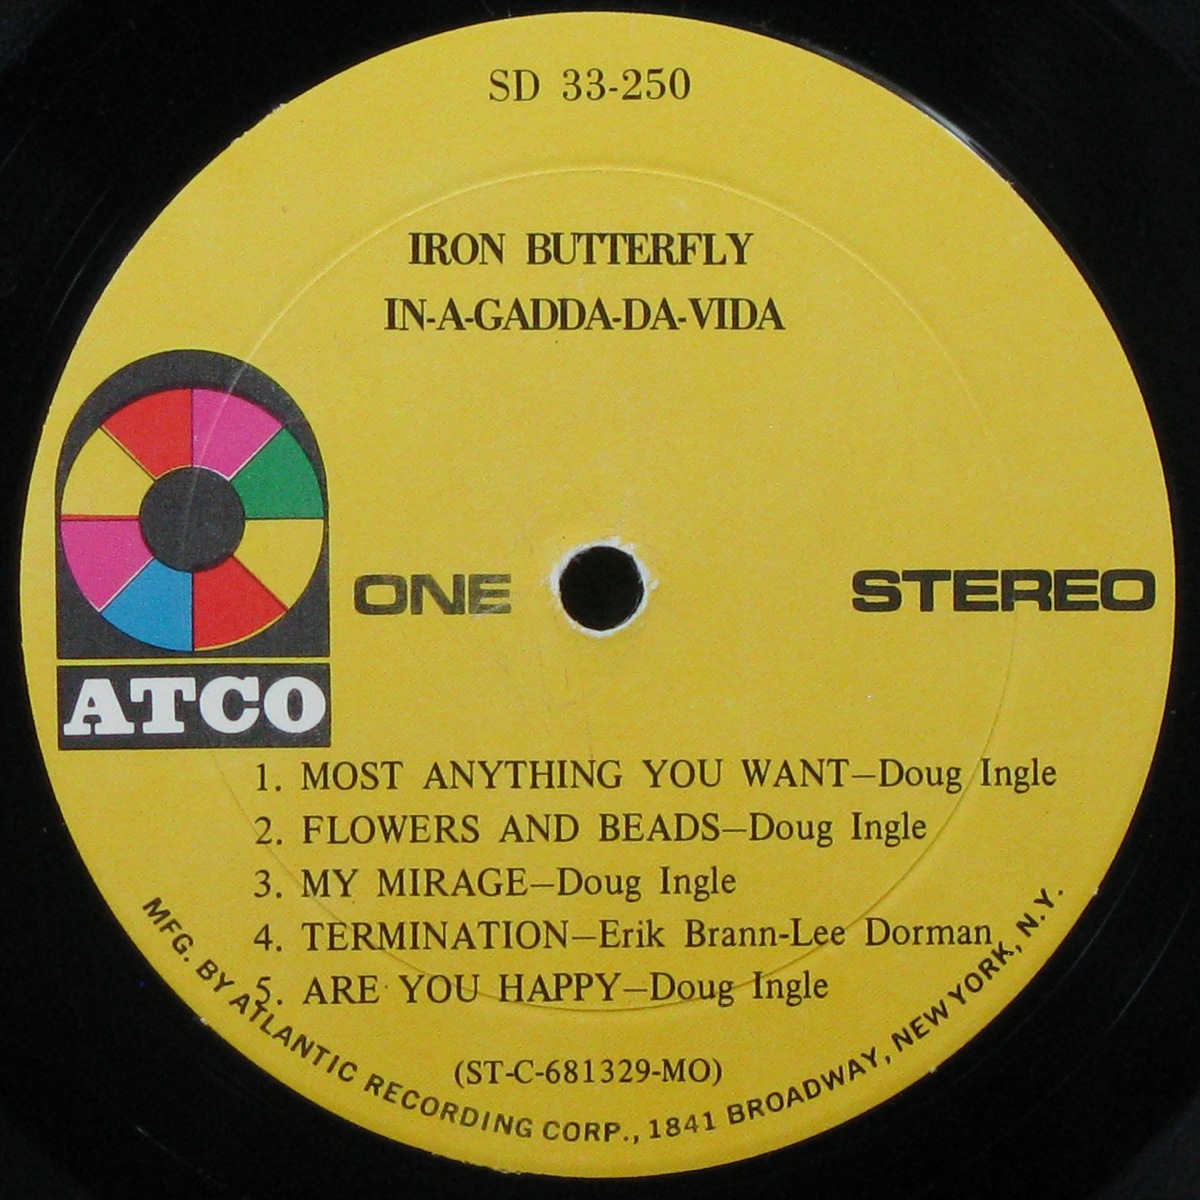 SD 33-250
IRON BUTTERFLY
IN-A-GADDA-DA-VIDA
ONE
STEREO
ATCO
1. MOST ANYTHING YOU WANT—Doug Ingle
2. FLOWERS AND BEADS—Doug Ingle
3. MY MIRAGE—Doug Ingle
4. TERMINATION—Erik Brann-Lee Dorman
5. ARE YOU HAPPY—Doug Ingle
(ST-C-681329-MO)
MFG. BY ATLANTIC RECORDING CORP., 1841 BROADWAY, NEW YORK, N.Y.